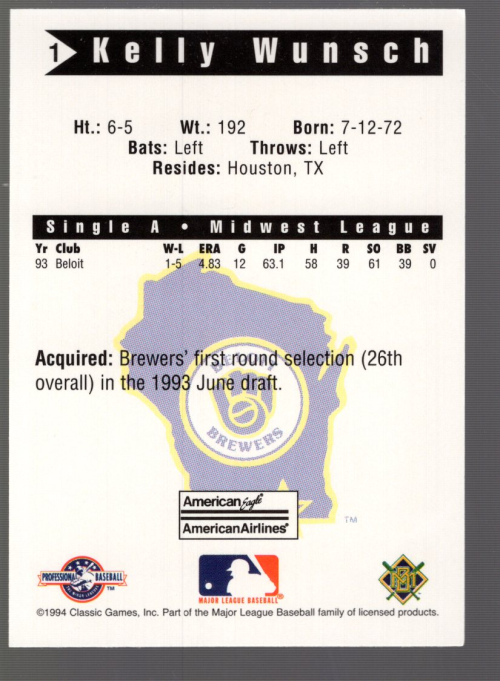 1 Kelly Wunsch
Ht.: 6-5 Wt.: 192 Born: 7-12-72
Bats: Left Throws: Left
Resides: Houston, TX
Single A • Midwest League
Yr Club W-L ERA G IP H R SO BB SV
93 Beloit 1-5 4.83 12 63.1 58 39 61 39 0
Acquired: Brewers' first round selection (26th
overall) in the 1993 June draft.
BELOIT
BREWERS
American Eagle
AmericanAirlines®
TM
PROFESSIONAL BASEBALL
TM
MAJOR LEAGUE BASEBALL®
©1994 Classic Games, Inc. Part of the Major League Baseball family of licensed products.